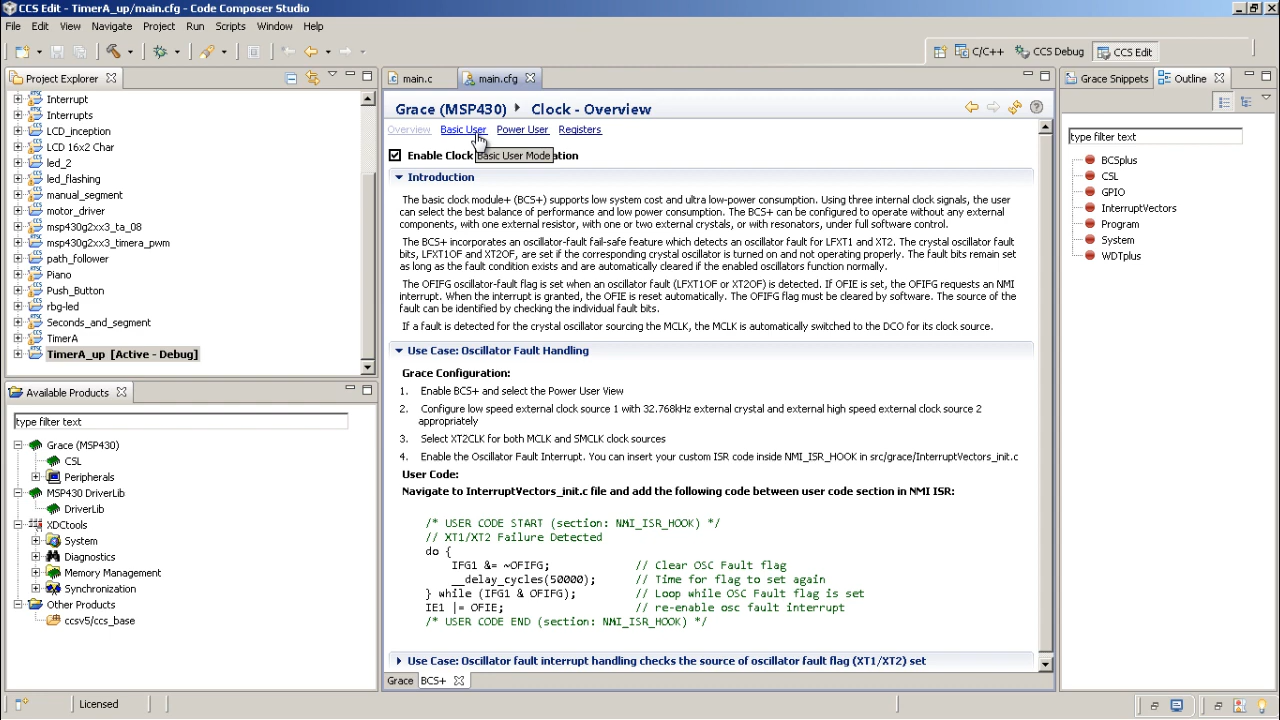 CCS Edit - TimerA_up/main.cfg - Code Composer Studio
File Edit View Navigate Project Run Scripts Window Help
C/C++ CCS Debug CCS Edit
Project Explorer
Interrupt
Interrupts
LCD_inception
LCD 16x2 Char
led_2
led_flashing
manual_segment
motor_driver
msp430g2xx3_ta_08
msp430g2xx3_timera_pwm
path_follower
Piano
Push_Button
rbg-led
Seconds_and_segment
TimerA
TimerA_up [Active - Debug]
Available Products
type filter text
Grace (MSP430)
CSL
Peripherals
MSP430 DriverLib
DriverLib
XDCtools
System
Diagnostics
Memory Management
Synchronization
Other Products
ccsv5/ccs_base
main.c main.cfg
Grace (MSP430) Clock - Overview
Overview Basic User Power User Registers
Enable Clock
Basic User Mode
Introduction
The basic clock module+ (BCS+) supports low system cost and ultra low-power consumption. Using three internal clock signals, the user
can select the best balance of performance and low power consumption. The BCS+ can be configured to operate without any external
components, with one external resistor, with one or two external crystals, or with resonators, under full software control.
The BCS+ incorporates an oscillator-fault fail-safe feature which detects an oscillator fault for LFXT1 and XT2. The crystal oscillator fault
bits, LFXT1OF and XT2OF, are set if the corresponding crystal oscillator is turned on and not operating properly. The fault bits remain set
as long as the fault condition exists and are automatically cleared if the enabled oscillators function normally.
The OFIFG oscillator-fault flag is set when an oscillator fault (LFXT1OF or XT2OF) is detected. If OFIE is set, the OFIFG requests an NMI
interrupt. When the interrupt is granted, the OFIE is reset automatically. The OFIFG flag must be cleared by software. The source of the
fault can be identified by checking the individual fault bits.
If a fault is detected for the crystal oscillator sourcing the MCLK, the MCLK is automatically switched to the DCO for its clock source.
Use Case: Oscillator Fault Handling
Grace Configuration:
1. Enable BCS+ and select the Power User View
2. Configure low speed external clock source 1 with 32.768kHz external crystal and external high speed external clock source 2
appropriately
3. Select XT2CLK for both MCLK and SMCLK clock sources
4. Enable the Oscillator Fault Interrupt. You can insert your custom ISR code inside NMI_ISR_HOOK in src/grace/InterruptVectors_init.c
User Code:
Navigate to InterruptVectors_init.c file and add the following code between user code section in NMI ISR:
/* USER CODE START (section: NMI_ISR_HOOK) */
// XT1/XT2 Failure Detected
do {
IFG1 &= ~OFIFG; // Clear OSC Fault flag
__delay_cycles(50000); // Time for flag to set again
} while (IFG1 & OFIFG); // Loop while OSC Fault flag is set
IE1 |= OFIE; // re-enable osc fault interrupt
/* USER CODE END (section: NMI_ISR_HOOK) */
Use Case: Oscillator fault interrupt handling checks the source of oscillator fault flag (XT1/XT2) set
Grace BCS+
Grace Snippets Outline
type filter text
BCSplus
CSL
GPIO
InterruptVectors
Program
System
WDTplus
Licensed